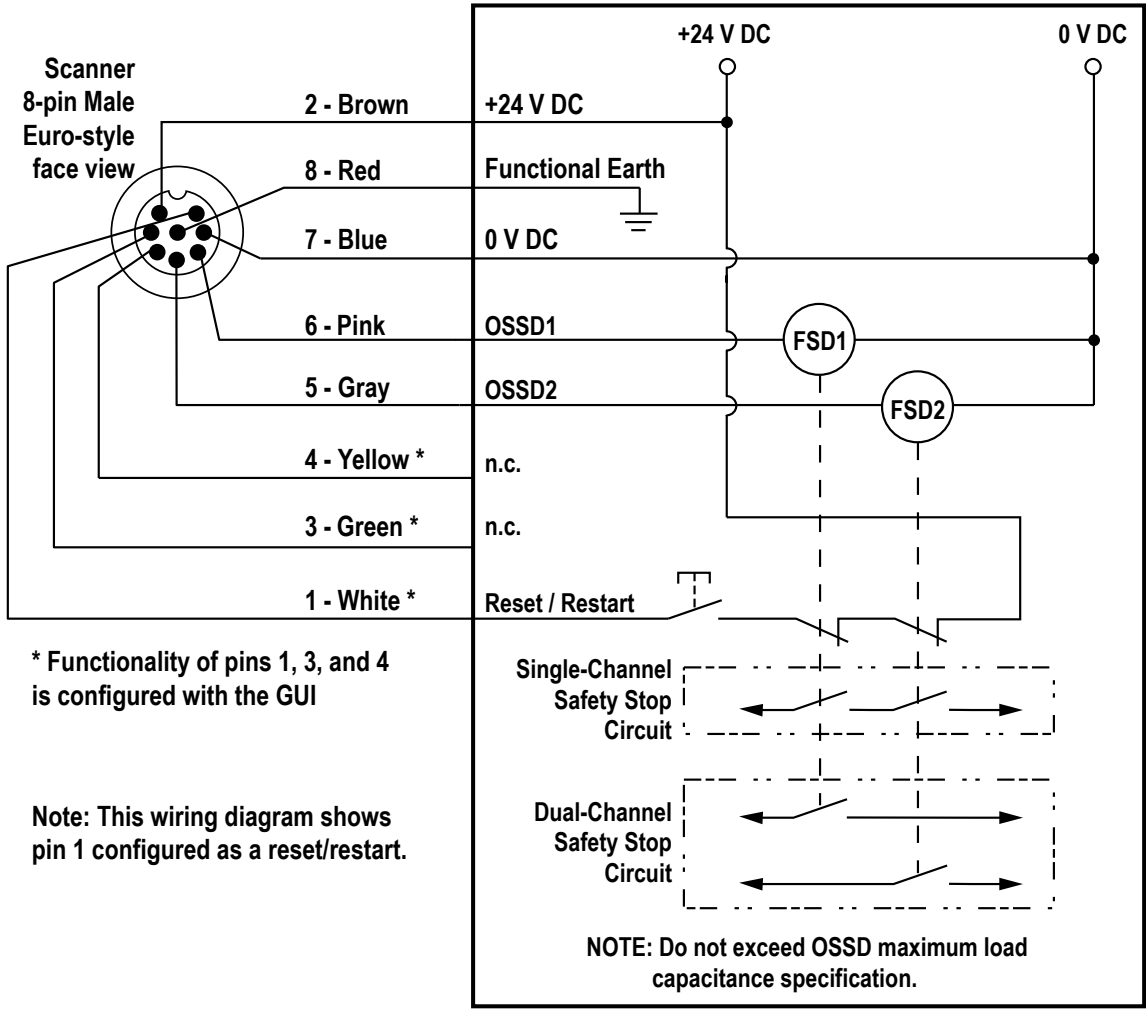 +24 V DC
0 V DC
Scanner
8-pin Male
Euro-style
face view
2 - Brown
+24 V DC
8 - Red
Functional Earth
7 - Blue
0 V DC
6 - Pink
OSSD1
FSD1
5 - Gray
OSSD2
FSD2
4 - Yellow *
n.c.
3 - Green *
n.c.
1 - White *
Reset / Restart
* Functionality of pins 1, 3, and 4
is configured with the GUI
Single-Channel
Safety Stop
Circuit
Note: This wiring diagram shows
pin 1 configured as a reset/restart.
Dual-Channel
Safety Stop
Circuit
NOTE: Do not exceed OSSD maximum load
capacitance specification.